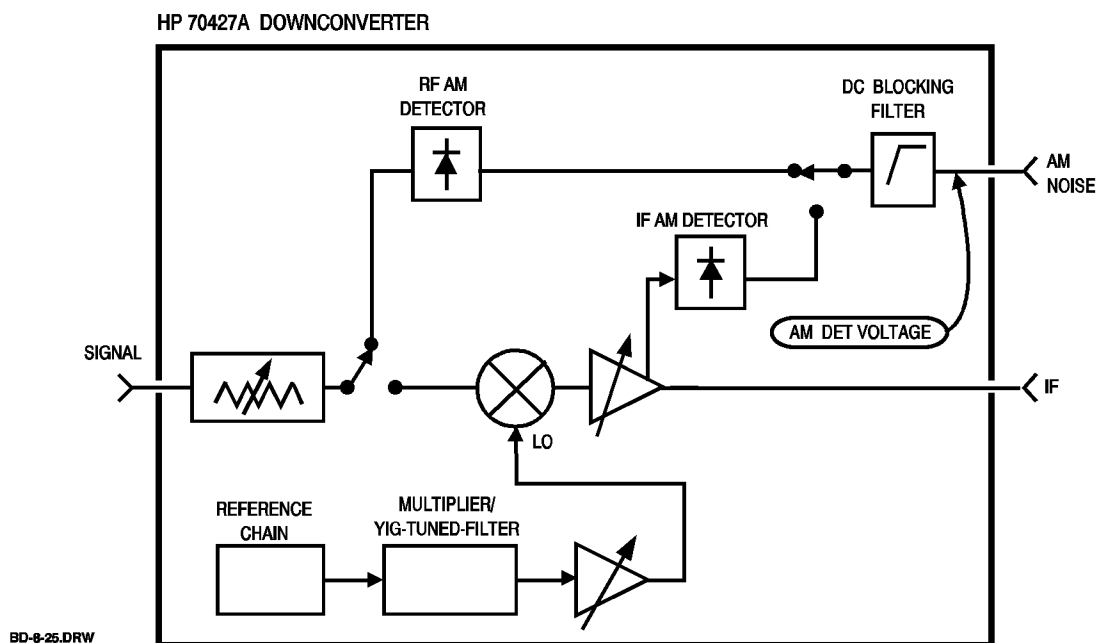 HP 70427A DOWNCONVERTER
RF AM
DETECTOR
DC BLOCKING
FILTER
AM
NOISE
IF AM DETECTOR
AM DET VOLTAGE
SIGNAL
IF
LO
REFERENCE
CHAIN
MULTIPLIER/
YIG-TUNED-FILTER
BD-8-25.DRW